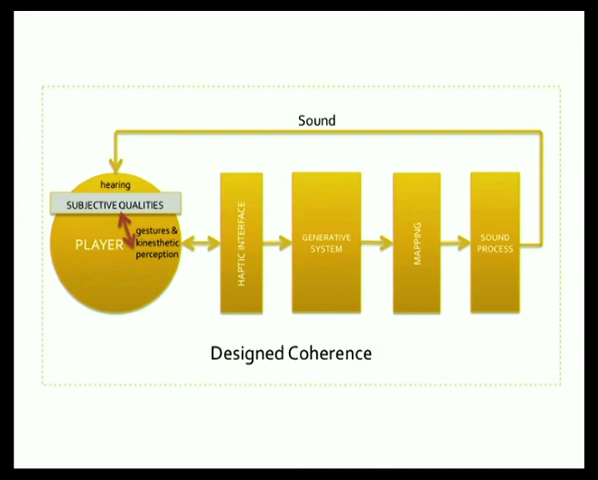 Sound
hearing
SUBJECTIVE QUALITIES
PLAYER
gestures &
kinesthetic
perception
HAPTIC INTERFACE
GENERATIVE
SYSTEM
MAPPING
SOUND
PROCESS
Designed Coherence